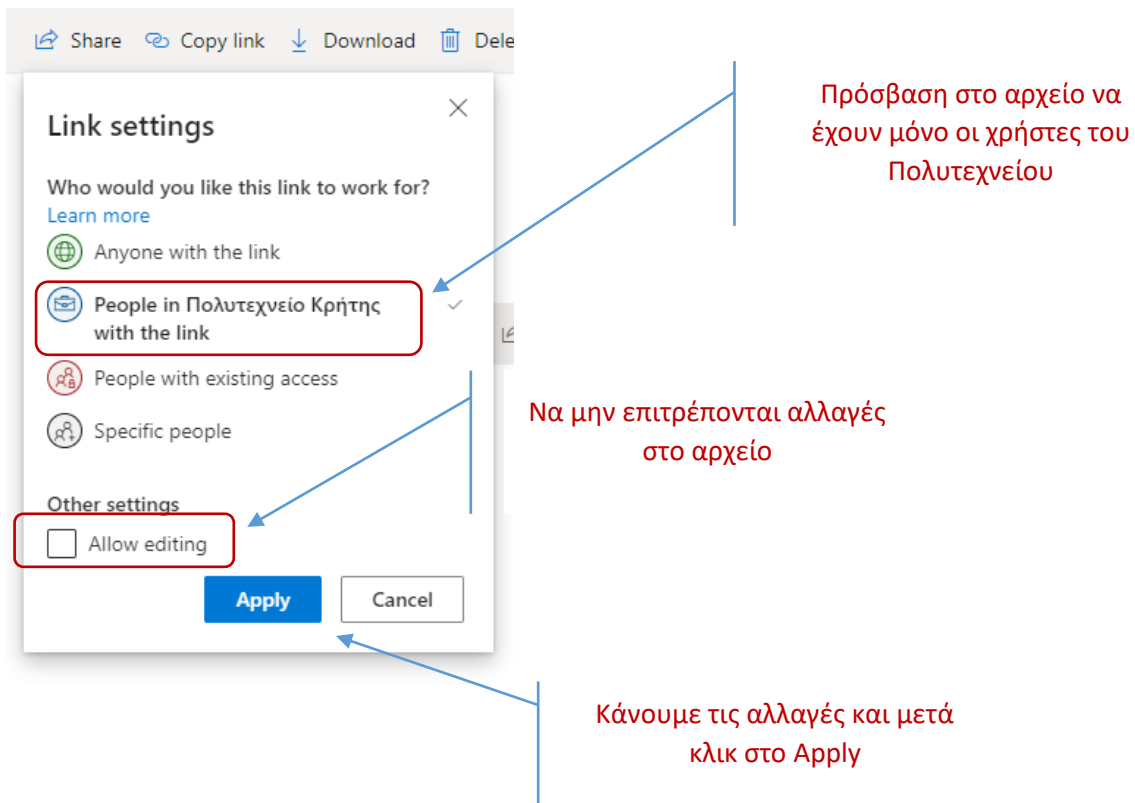 Share Copy link Download Dele
Link settings
Who would you like this link to work for?
Learn more
Anyone with the link
People in Πολυτεχνείο Κρήτης
with the link
People with existing access
Specific people
Other settings
Allow editing
Apply Cancel
Πρόσβαση στο αρχείο να
έχουν μόνο οι χρήστες του
Πολυτεχνείου
Να μην επιτρέπονται αλλαγές
στο αρχείο
Κάνουμε τις αλλαγές και μετά
κλικ στο Apply